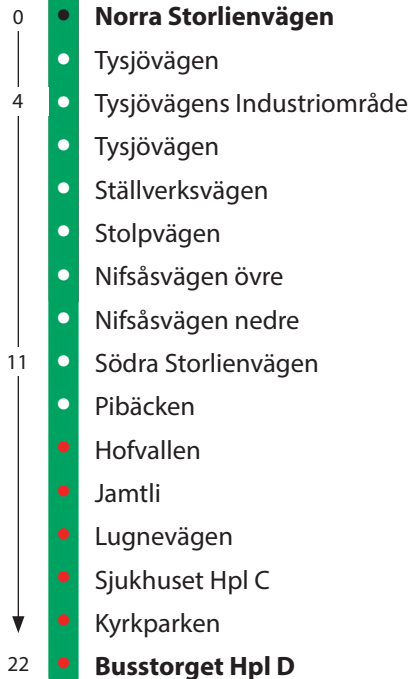 0 Norra Storlienvägen
Tysjövägen
4 Tysjövägens Industriområde
Tysjövägen
Ställverksvägen
Stolpvägen
Nifsåsvägen övre
Nifsåsvägen nedre
11 Södra Storlienvägen
Pibäcken
Hofvallen
Jamtli
Lugnevägen
Sjukhuset Hpl C
Kyrkparken
22 Busstorget Hpl D